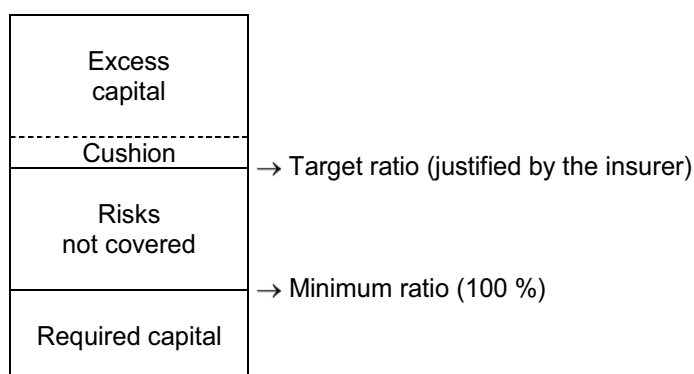 Excess
capital
Cushion
→ Target ratio (justified by the insurer)
Risks
not covered
→ Minimum ratio (100 %)
Required capital